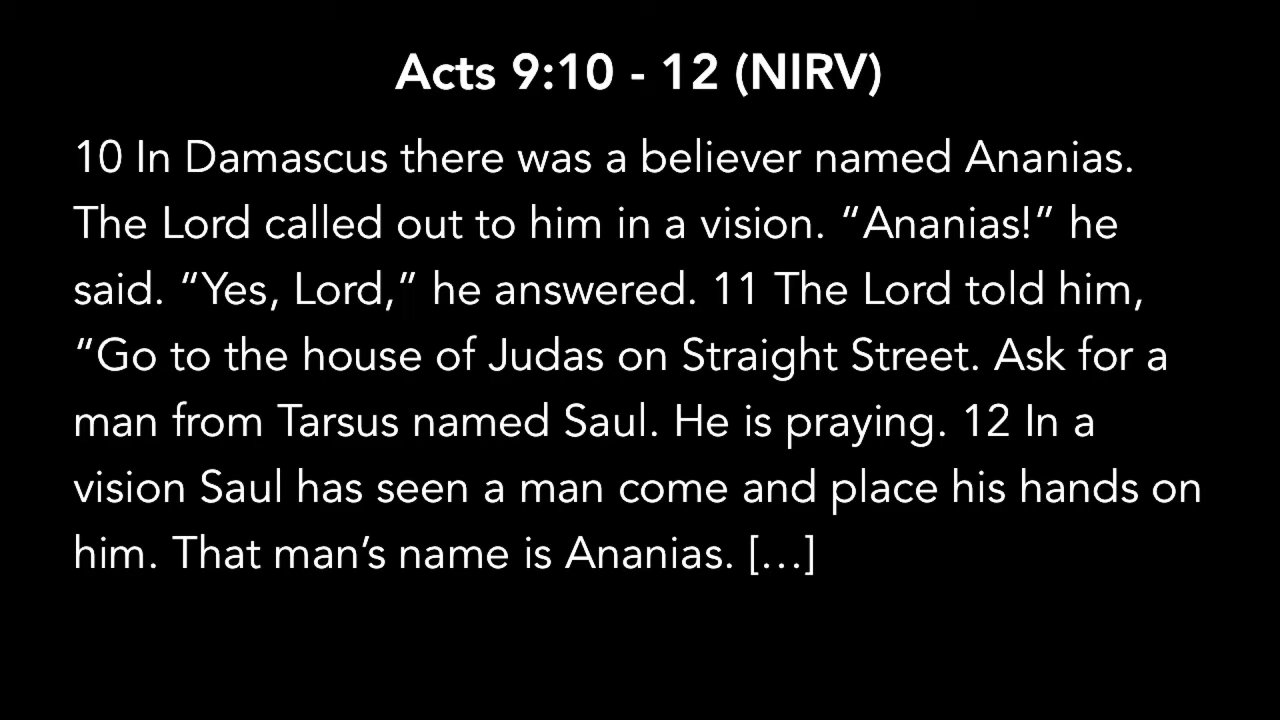 Acts 9:10 - 12 (NIRV)
10 In Damascus there was a believer named Ananias.
The Lord called out to him in a vision. “Ananias!” he
said. “Yes, Lord,” he answered. 11 The Lord told him,
“Go to the house of Judas on Straight Street. Ask for a
man from Tarsus named Saul. He is praying. 12 In a
vision Saul has seen a man come and place his hands on
him. That man’s name is Ananias. […]